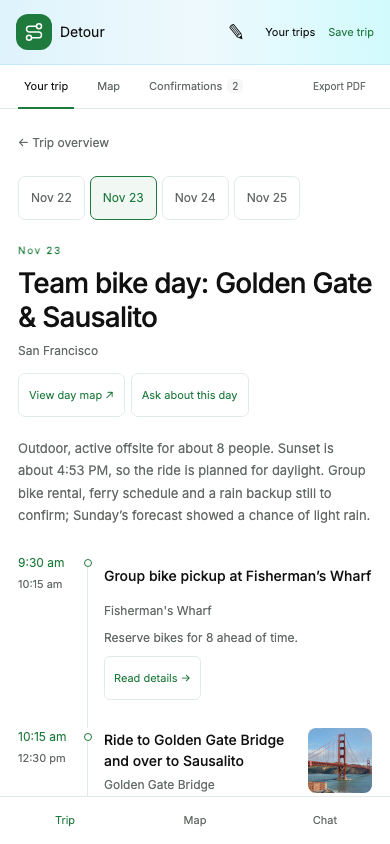 Detour
✎
Your trips
Save trip
Your trip
Map
Confirmations 2
Export PDF
← Trip overview
Nov 22
Nov 23
Nov 24
Nov 25
Nov 23
Team bike day: Golden Gate
& Sausalito
San Francisco
View day map ↗
Ask about this day
Outdoor, active offsite for about 8 people. Sunset is
about 4:53 PM, so the ride is planned for daylight. Group
bike rental, ferry schedule and a rain backup still to
confirm; Sunday’s forecast showed a chance of light rain.
9:30 am
10:15 am
Group bike pickup at Fisherman’s Wharf
Fisherman's Wharf
Reserve bikes for 8 ahead of time.
Read details →
10:15 am
12:30 pm
Ride to Golden Gate Bridge
and over to Sausalito
Golden Gate Bridge
Trip
Map
Chat